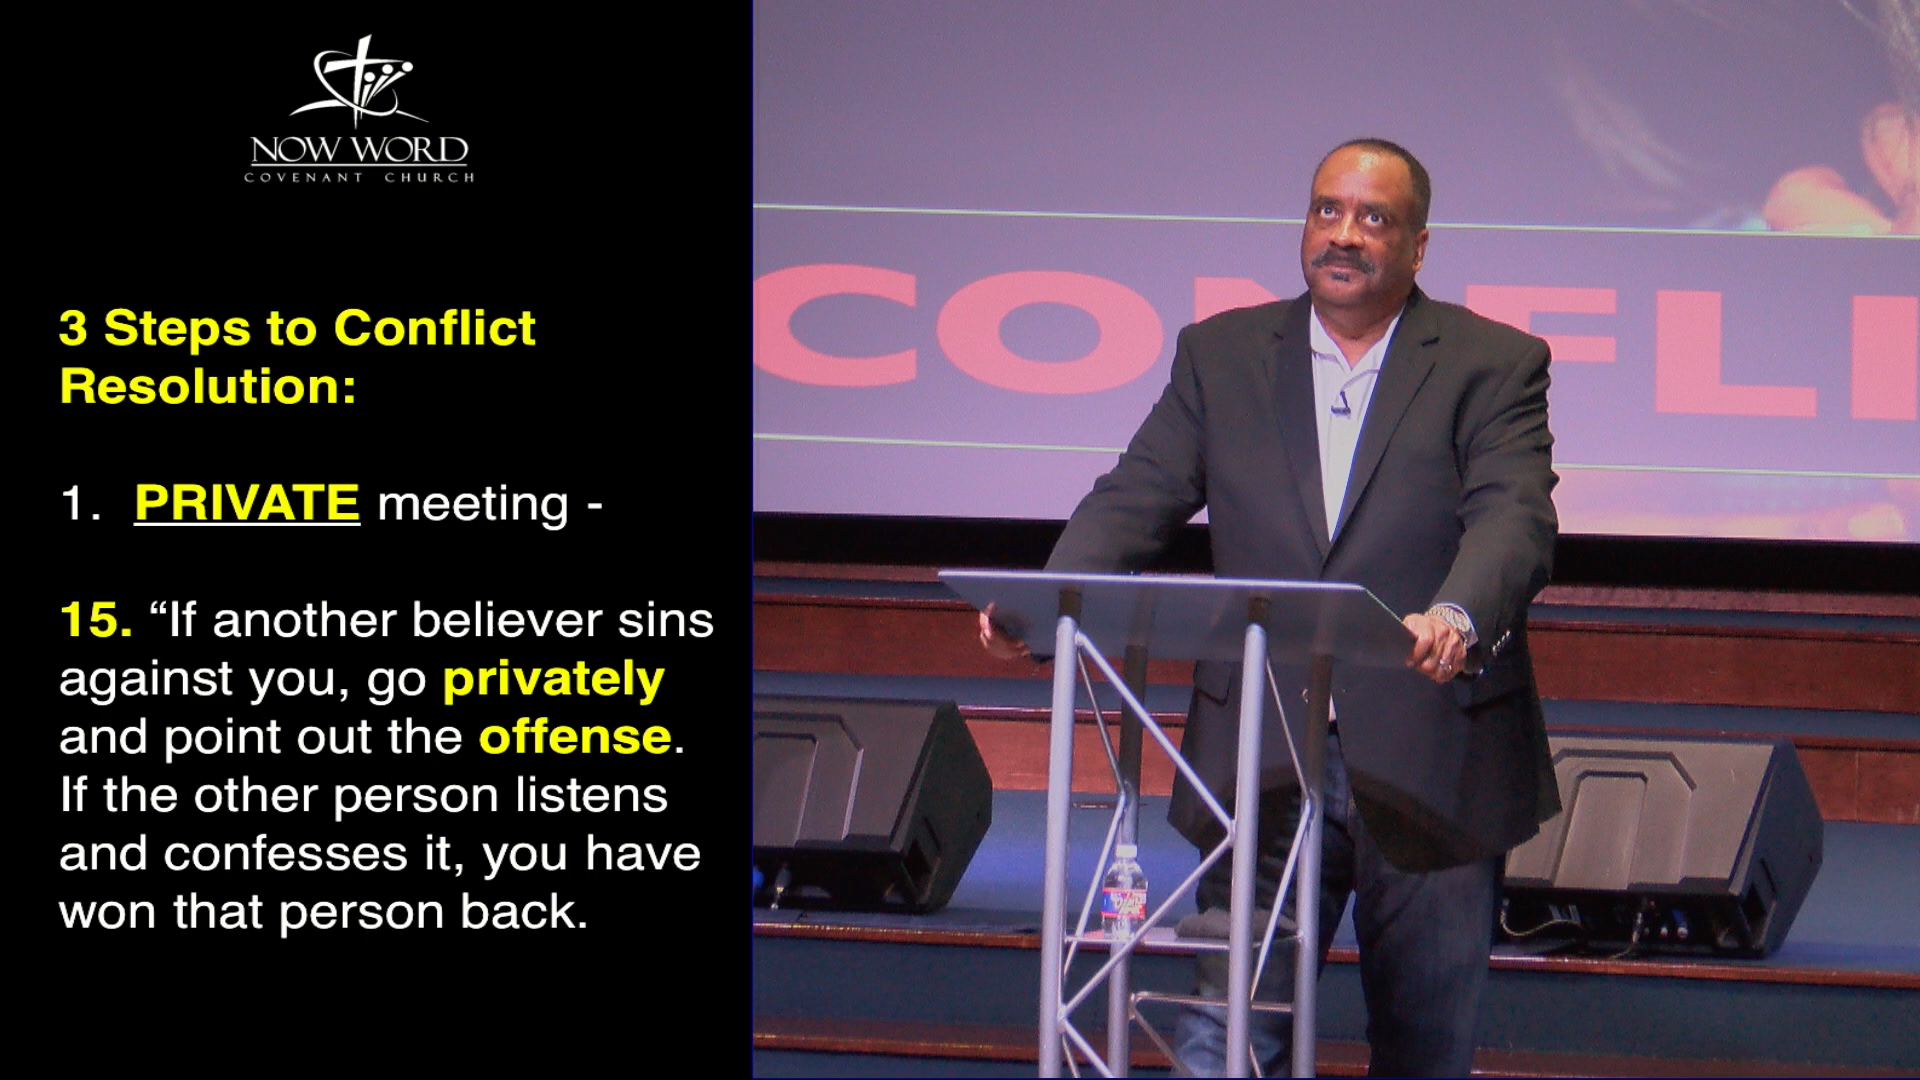 NOW WORD
COVENANT CHURCH
3 Steps to Conflict
Resolution:
1. PRIVATE meeting -
15. “If another believer sins
against you, go privately
and point out the offense.
If the other person listens
and confesses it, you have
won that person back.
CONFLI